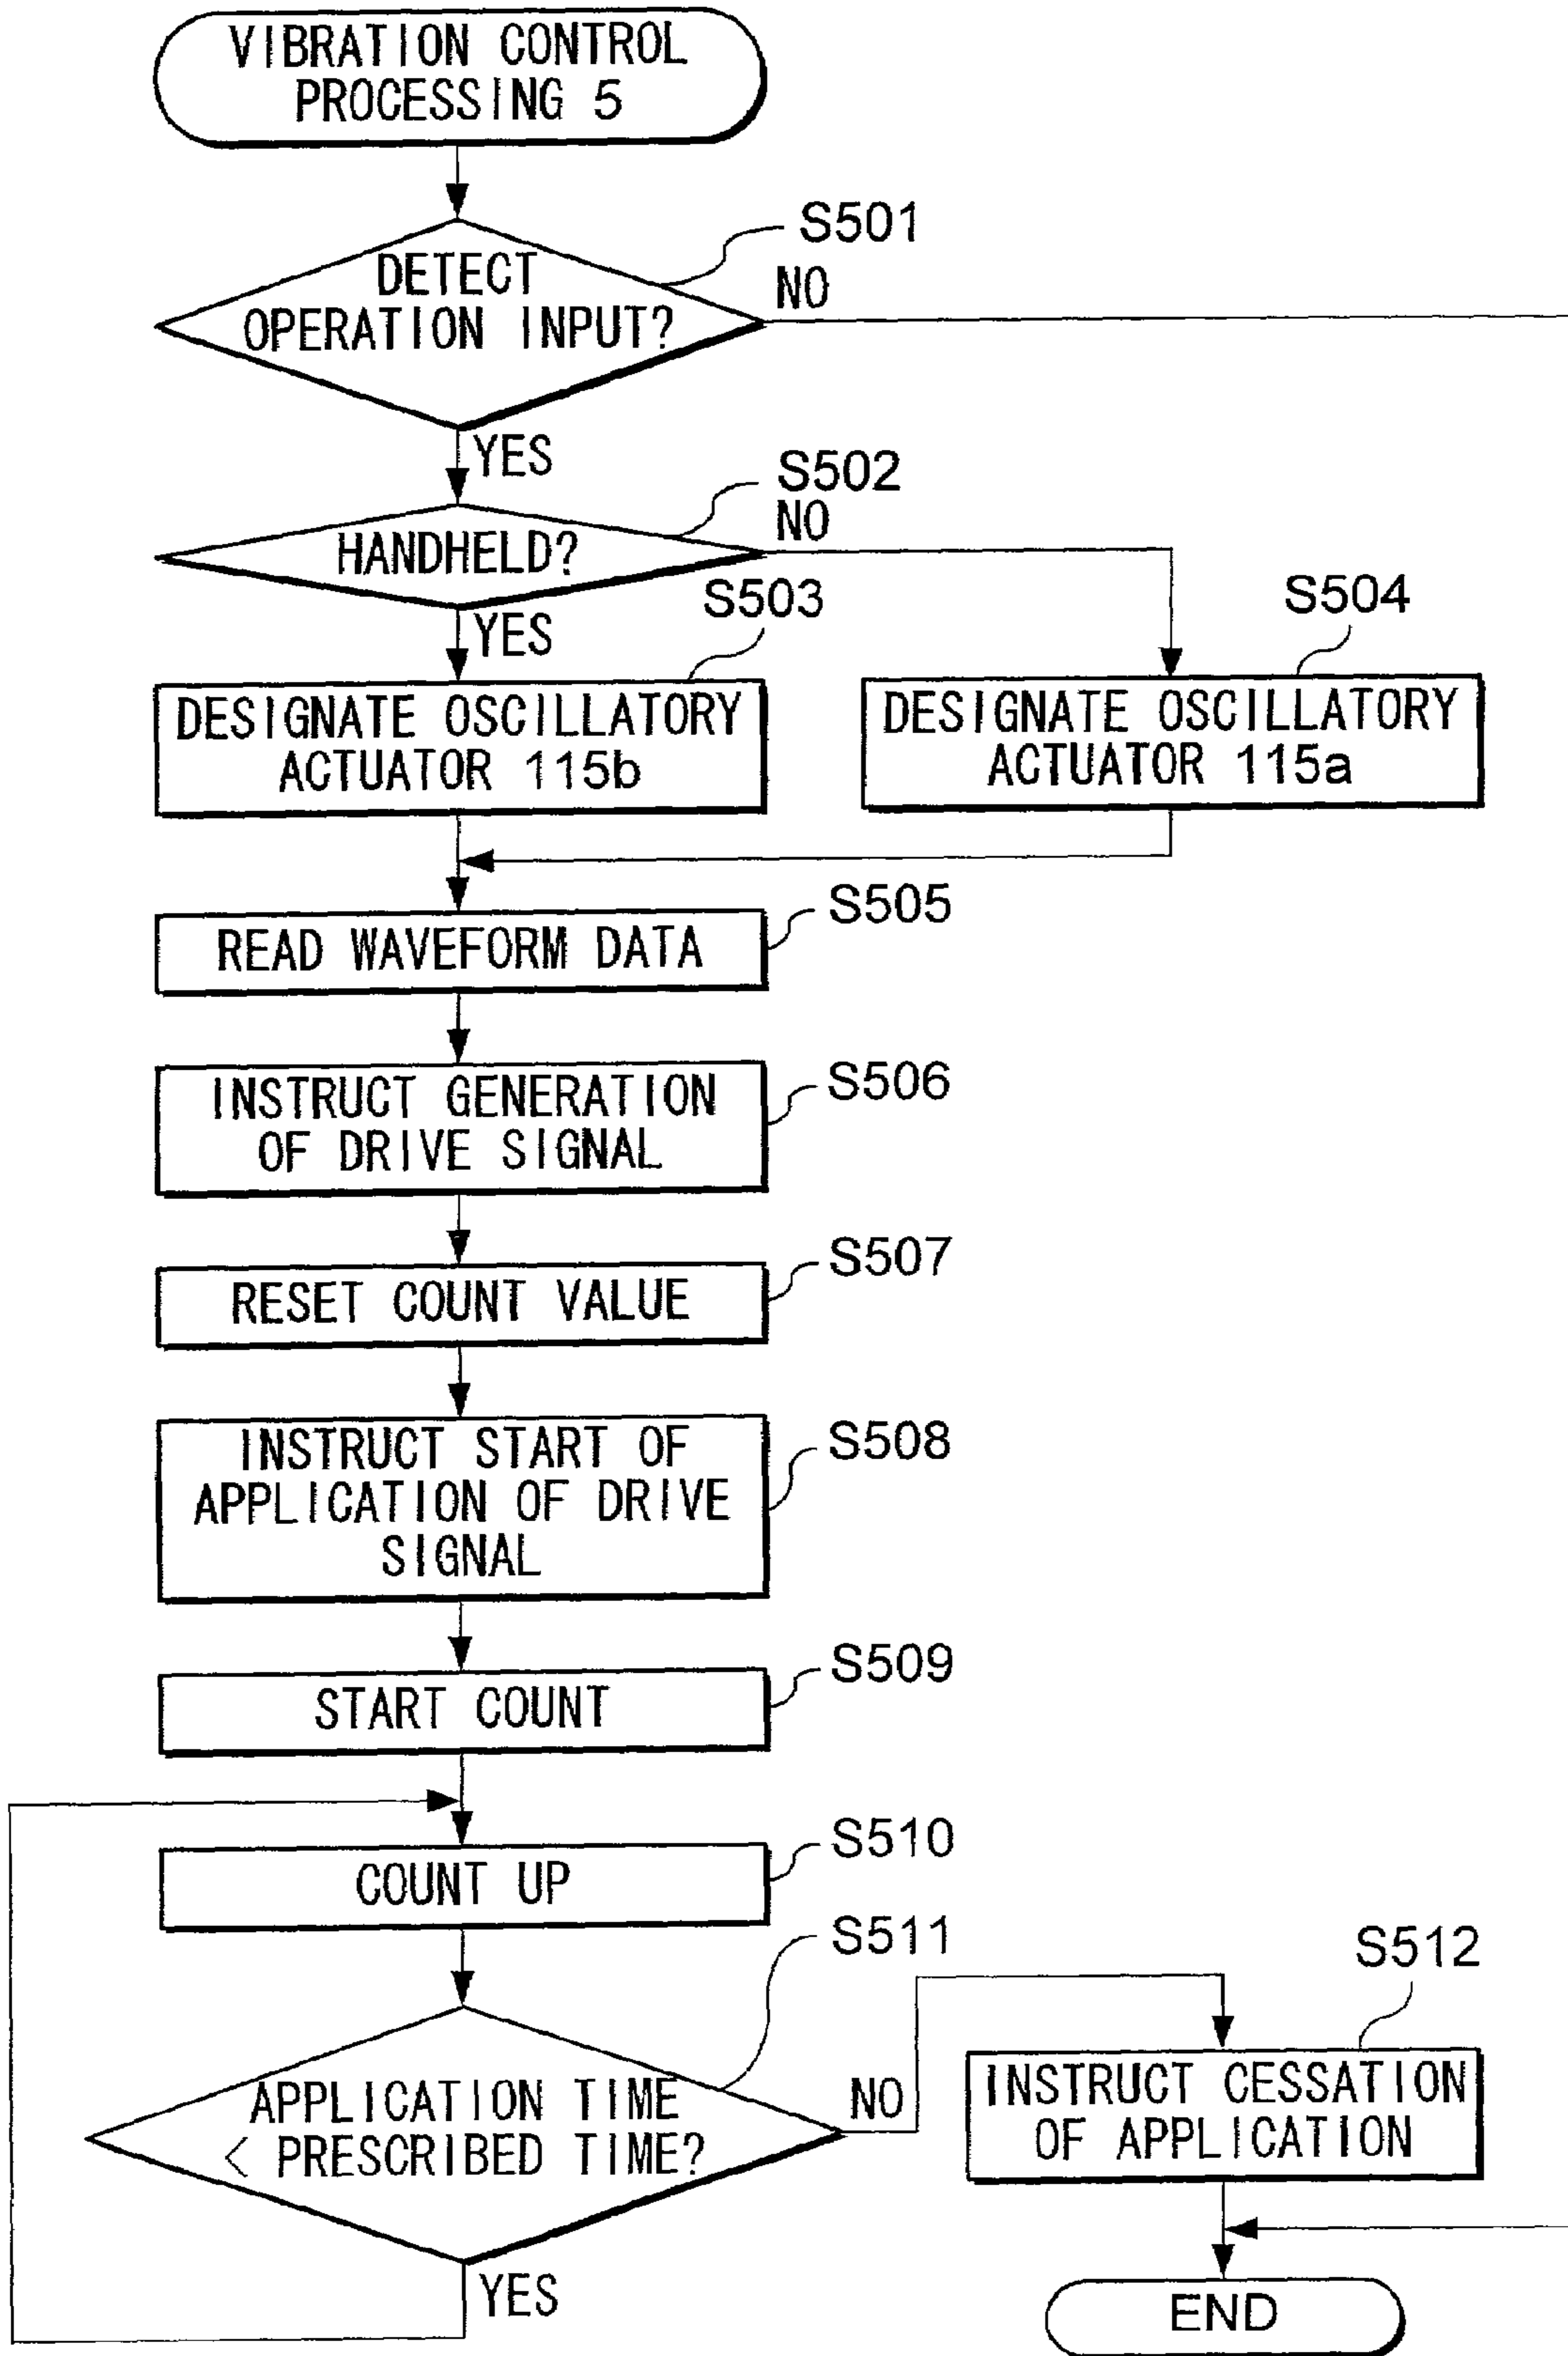 VIBRATION CONTROL
PROCESSING 5
S501
DETECT
OPERATION INPUT?
NO
YES
S502
HANDHELD?
NO
YES
S503
S504
DESIGNATE OSCILLATORY
ACTUATOR 115b
DESIGNATE OSCILLATORY
ACTUATOR 115a
S505
READ WAVEFORM DATA
S506
INSTRUCT GENERATION
OF DRIVE SIGNAL
S507
RESET COUNT VALUE
S508
INSTRUCT START OF
APPLICATION OF DRIVE
SIGNAL
S509
START COUNT
S510
COUNT UP
S511
APPLICATION TIME
< PRESCRIBED TIME?
NO
YES
S512
INSTRUCT CESSATION
OF APPLICATION
END